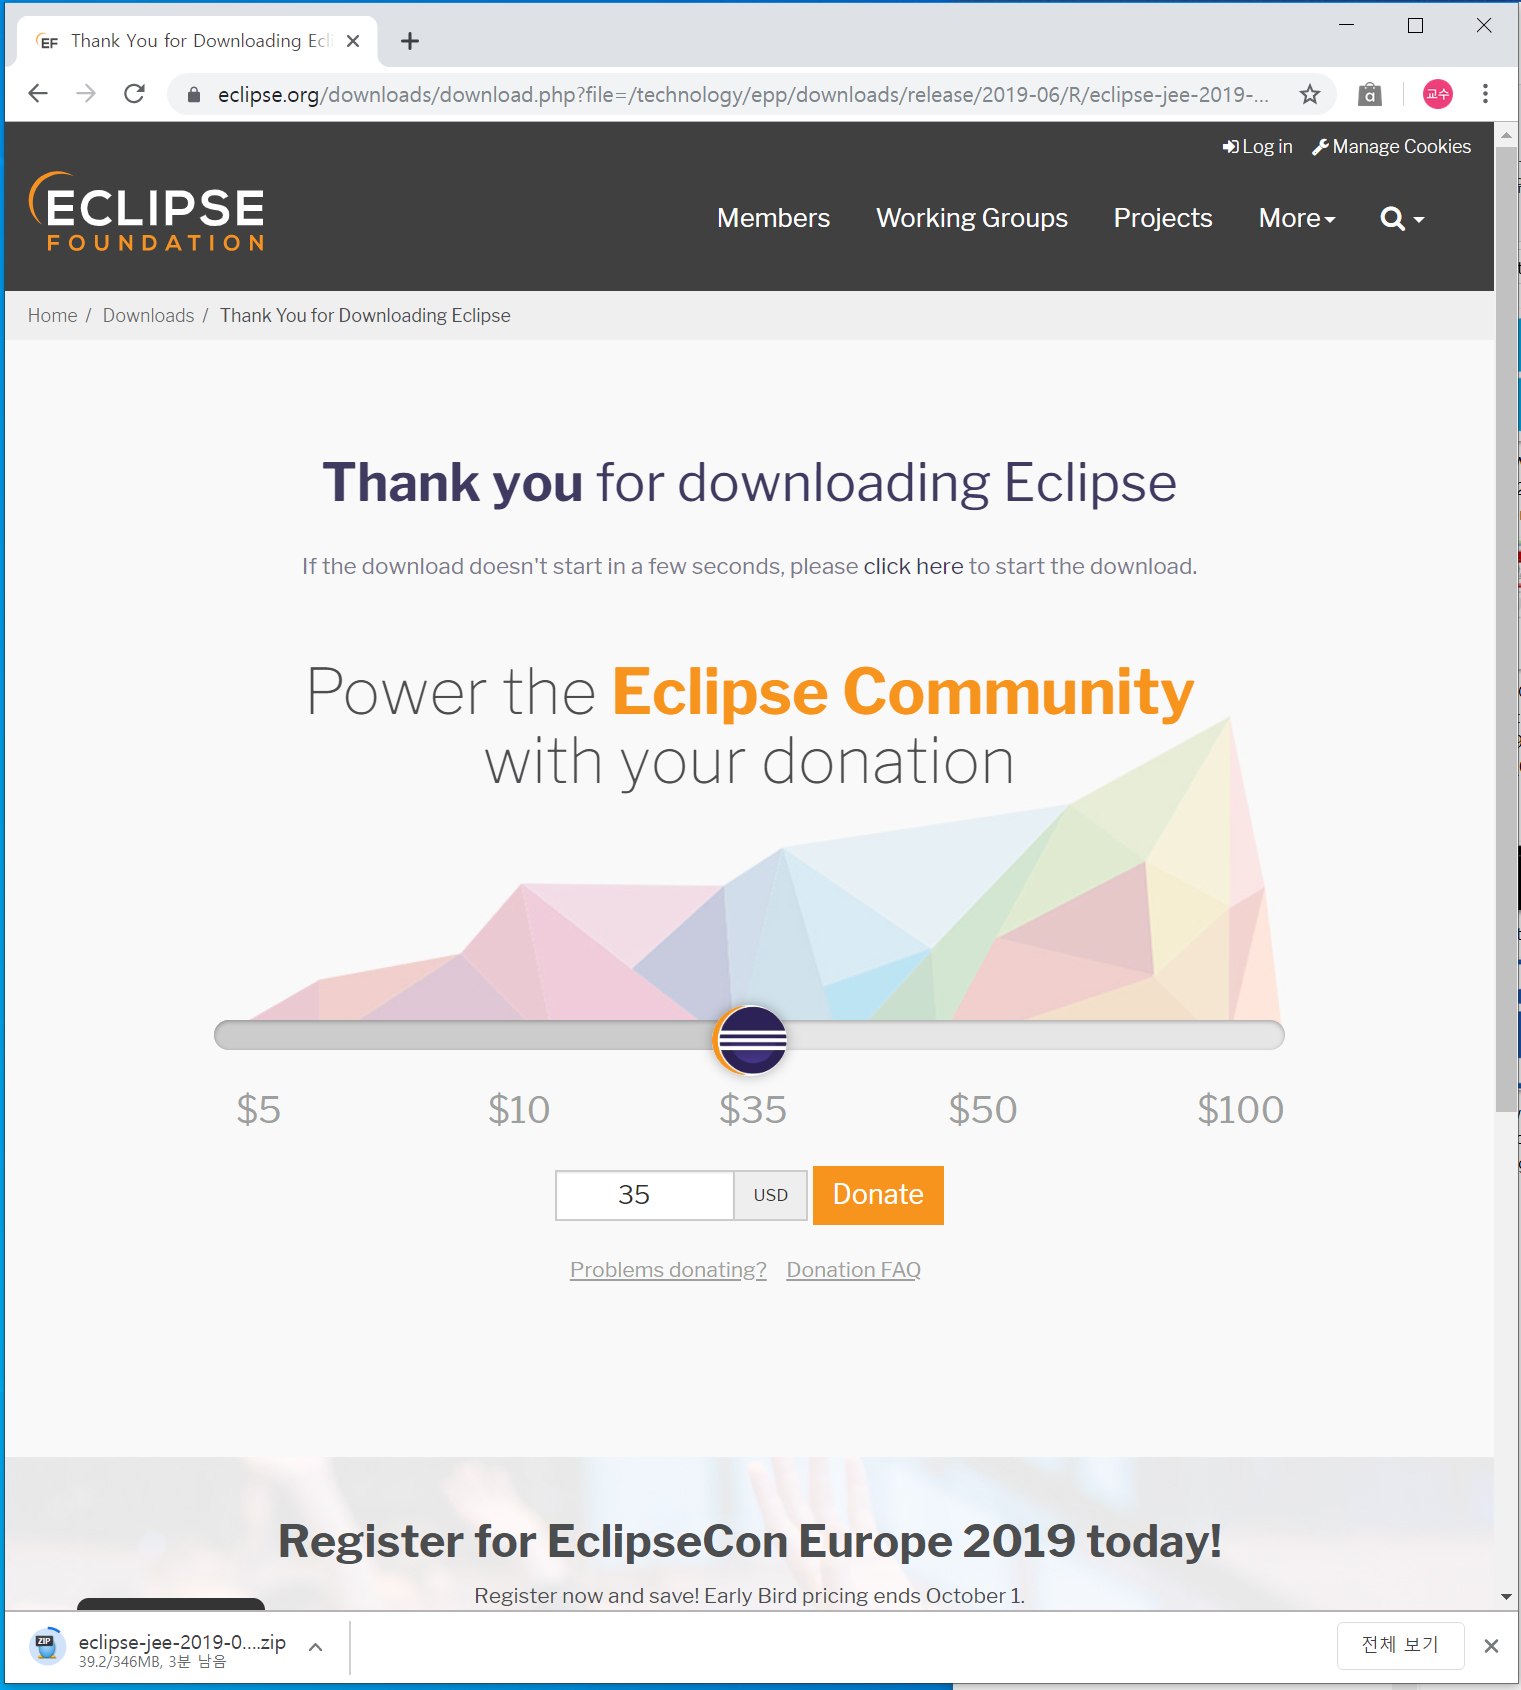 EF Thank You for Downloading Ecli
eclipse.org/downloads/download.php?file=/technology/epp/downloads/release/2019-06/R/eclipse-jee-2019-...
a
교수
Log in Manage Cookies
ECLIPSE
FOUNDATION
Members Working Groups Projects More
Home / Downloads / Thank You for Downloading Eclipse
Thank you for downloading Eclipse
If the download doesn't start in a few seconds, please click here to start the download.
Power the Eclipse Community
with your donation
$5 $10 $35 $50 $100
35 USD Donate
Problems donating? Donation FAQ
Register for EclipseCon Europe 2019 today!
Register now and save! Early Bird pricing ends October 1.
ZIP
eclipse-jee-2019-0....zip
39.2/346MB, 3분 남음
전체 보기